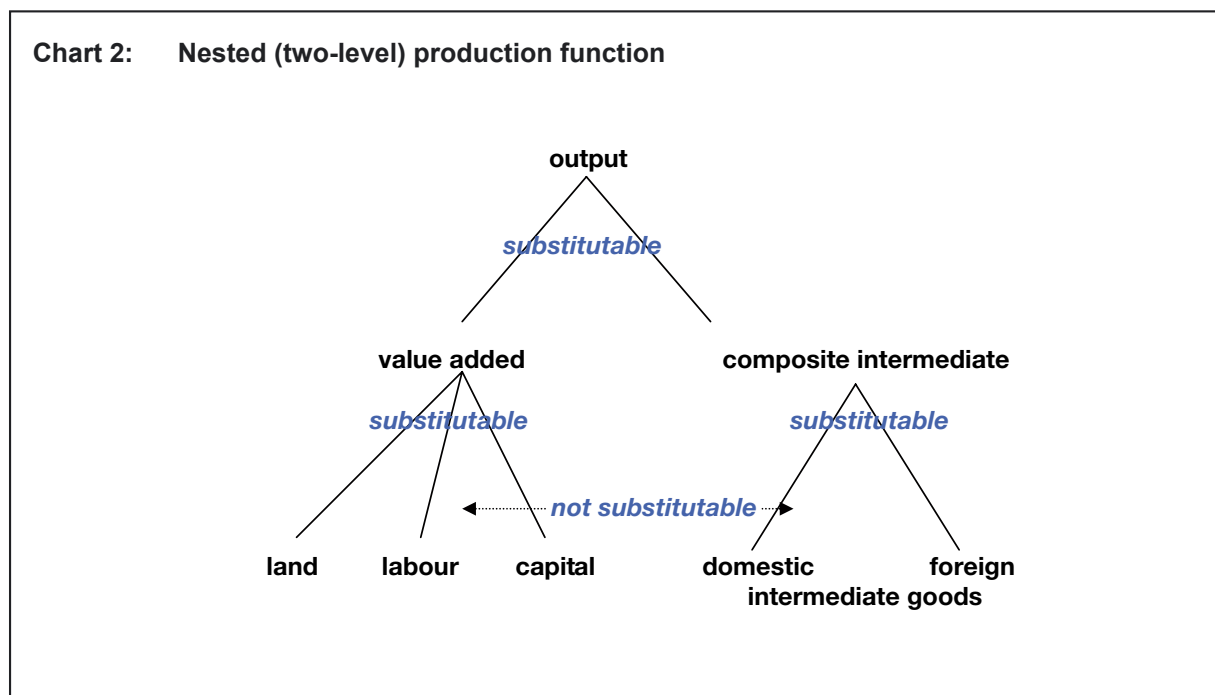 Chart 2: Nested (two-level) production function
output
substitutable
value added composite intermediate
substitutable substitutable
not substitutable
land labour capital domestic foreign
intermediate goods